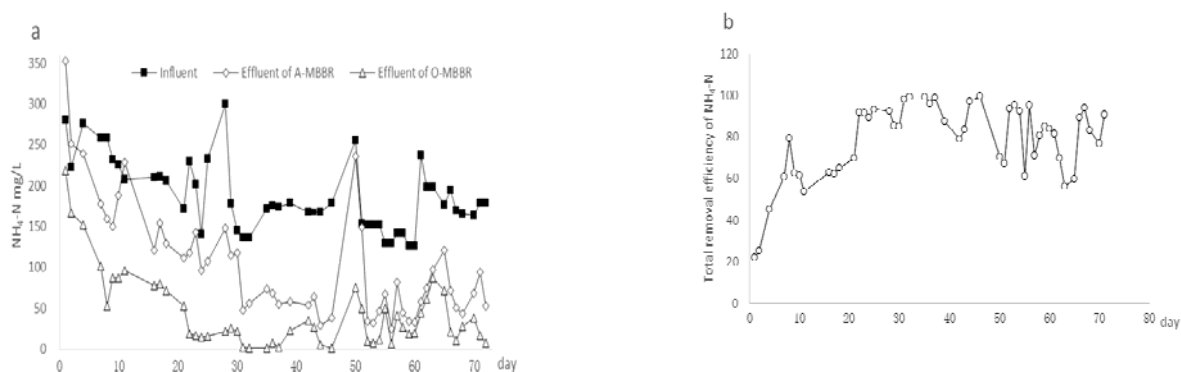 a
NH₄-N mg/L
350
300
250
200
150
100
50
0
Influent
Effluent of A-MBBR
Effluent of O-MBBR
0 10 20 30 40 50 60 70 day
b
Total removal efficiency of NH₄-N
120
100
80
60
40
20
0
0 10 20 30 40 50 60 70 80 day